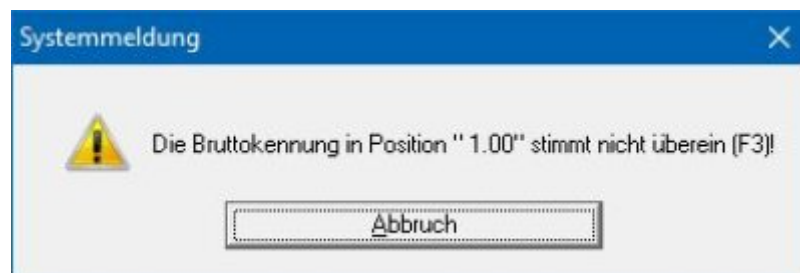 Systemmeldung
Die Bruttokennung in Position " 1.00" stimmt nicht überein (F3)!
Abbruch